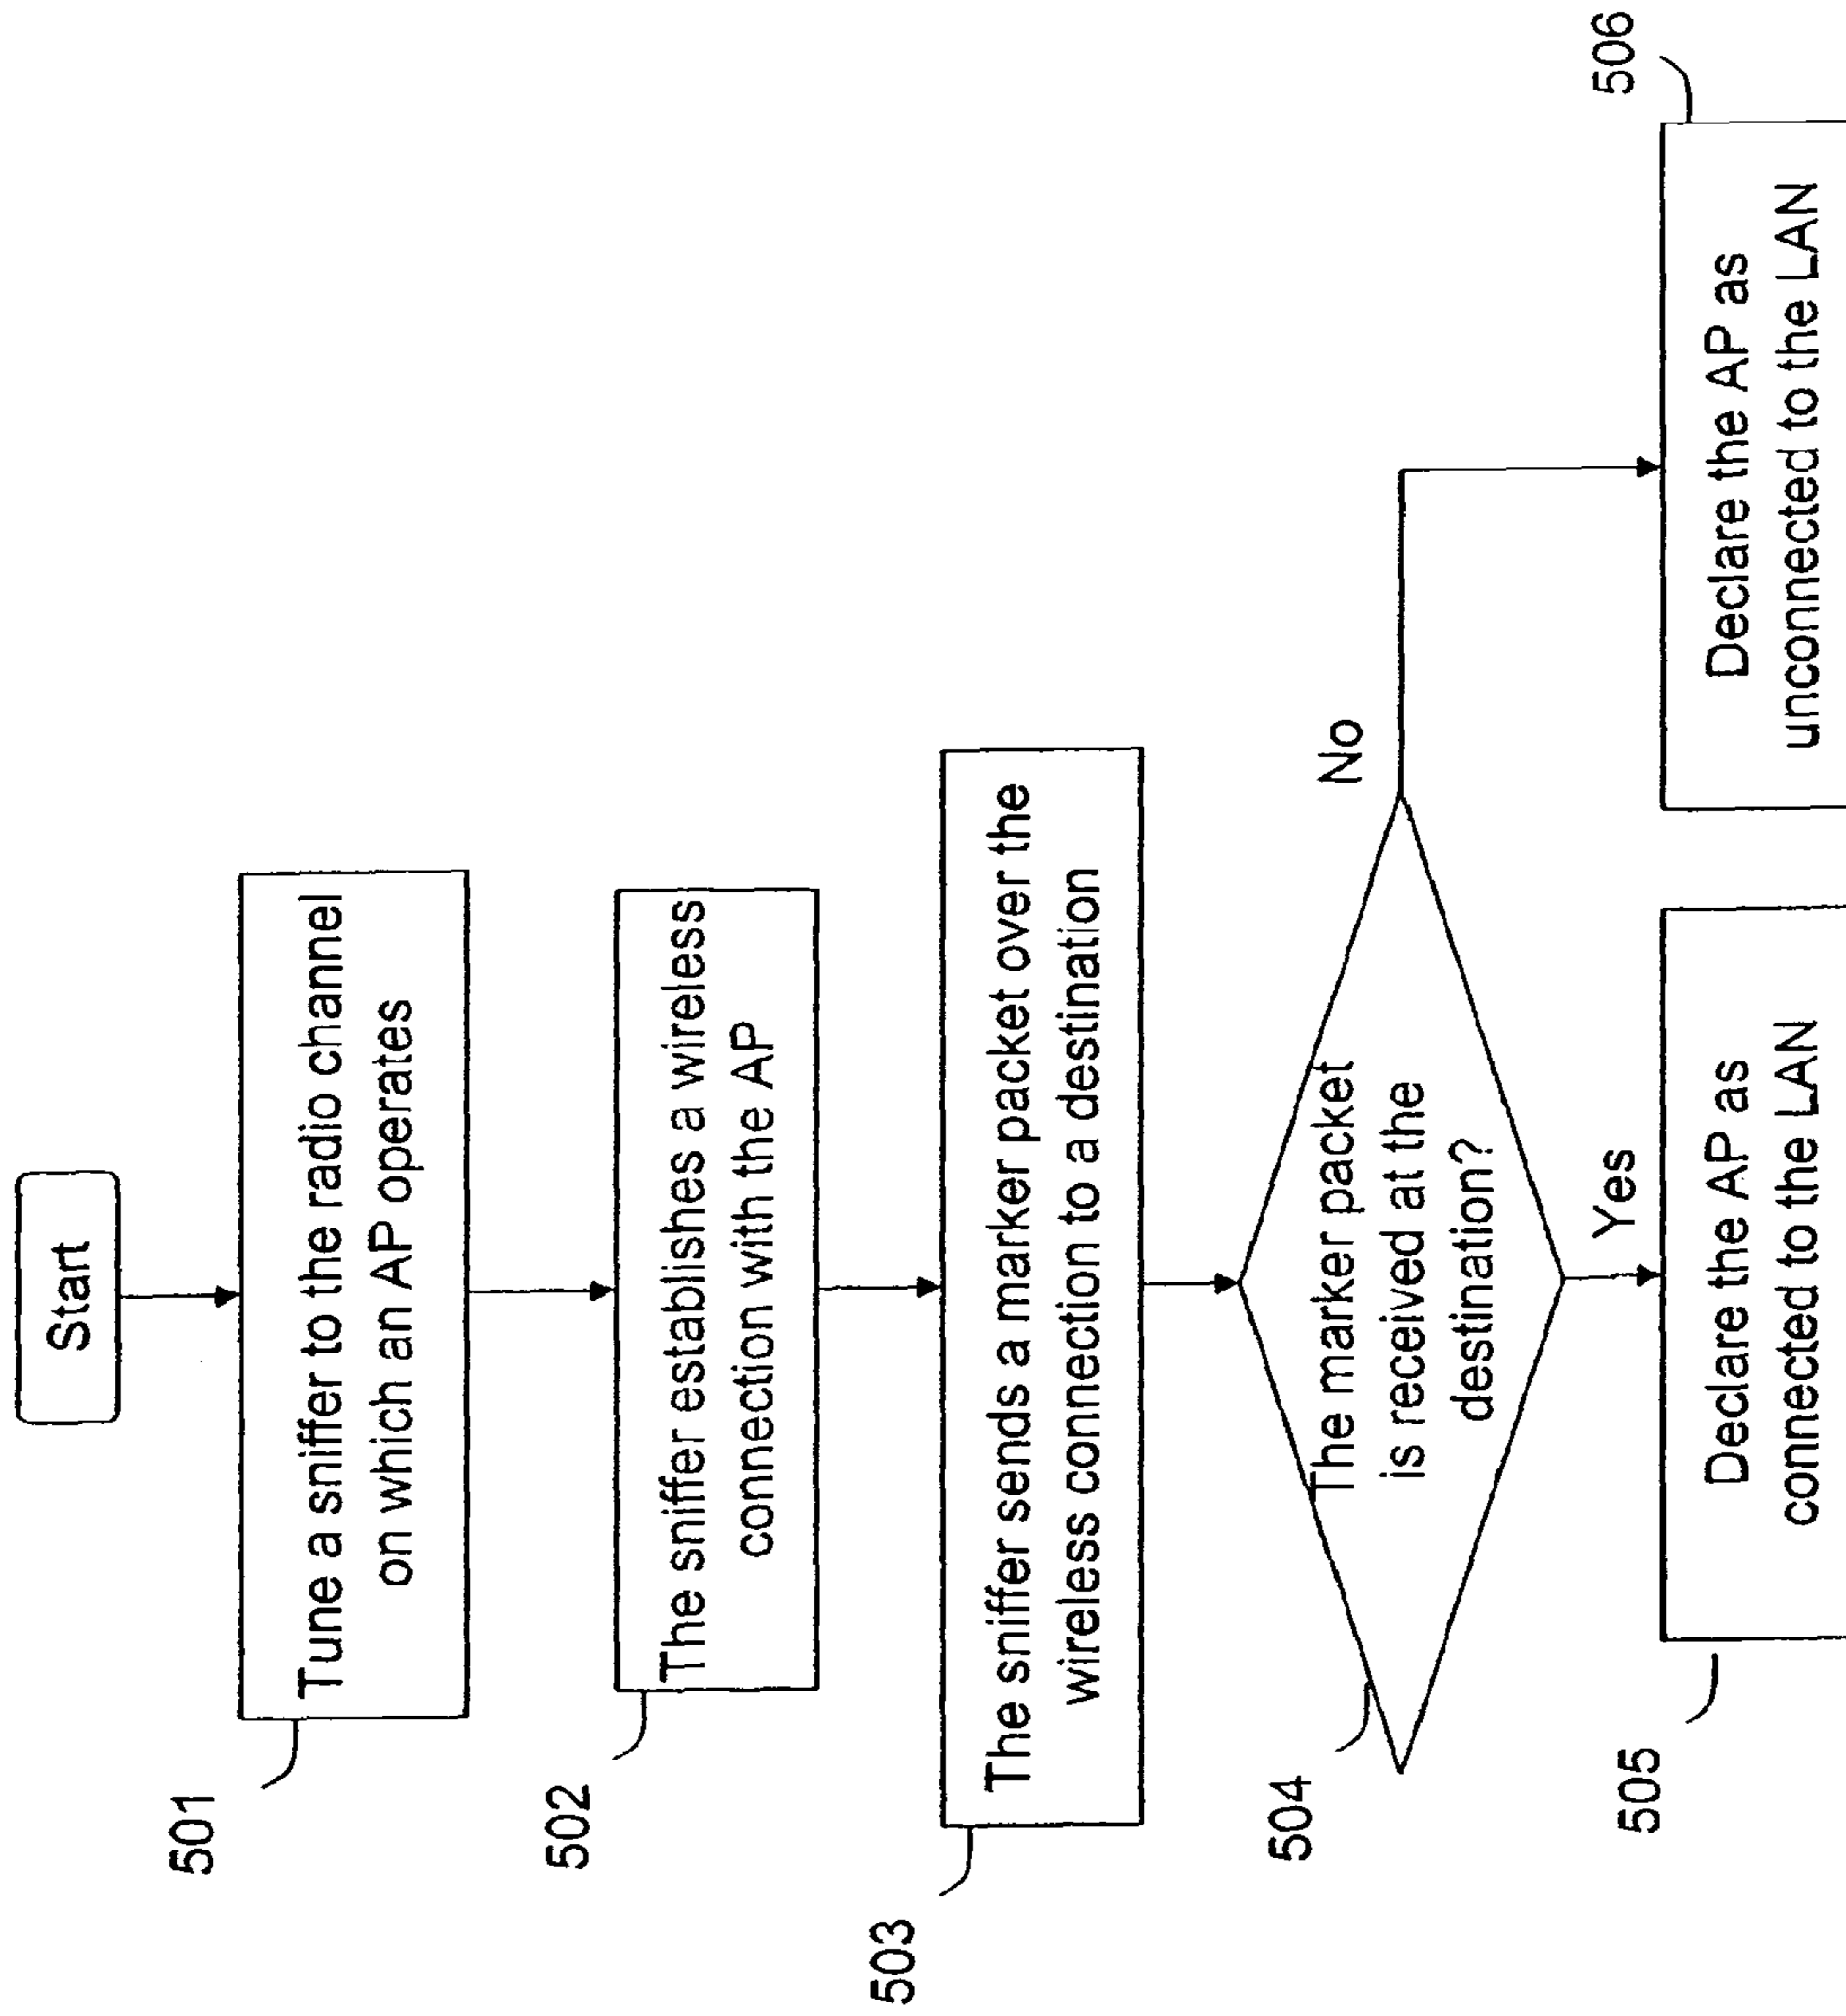 Start
501
Tune a sniffer to the radio channel
on which an AP operates
502
The sniffer establishes a wireless
connection with the AP
503
The sniffer sends a marker packet over the
wireless connection to a destination
504
The marker packet
is received at the
destination?
No
Yes
505
Declare the AP as
connected to the LAN
506
Declare the AP as
unconnected to the LAN